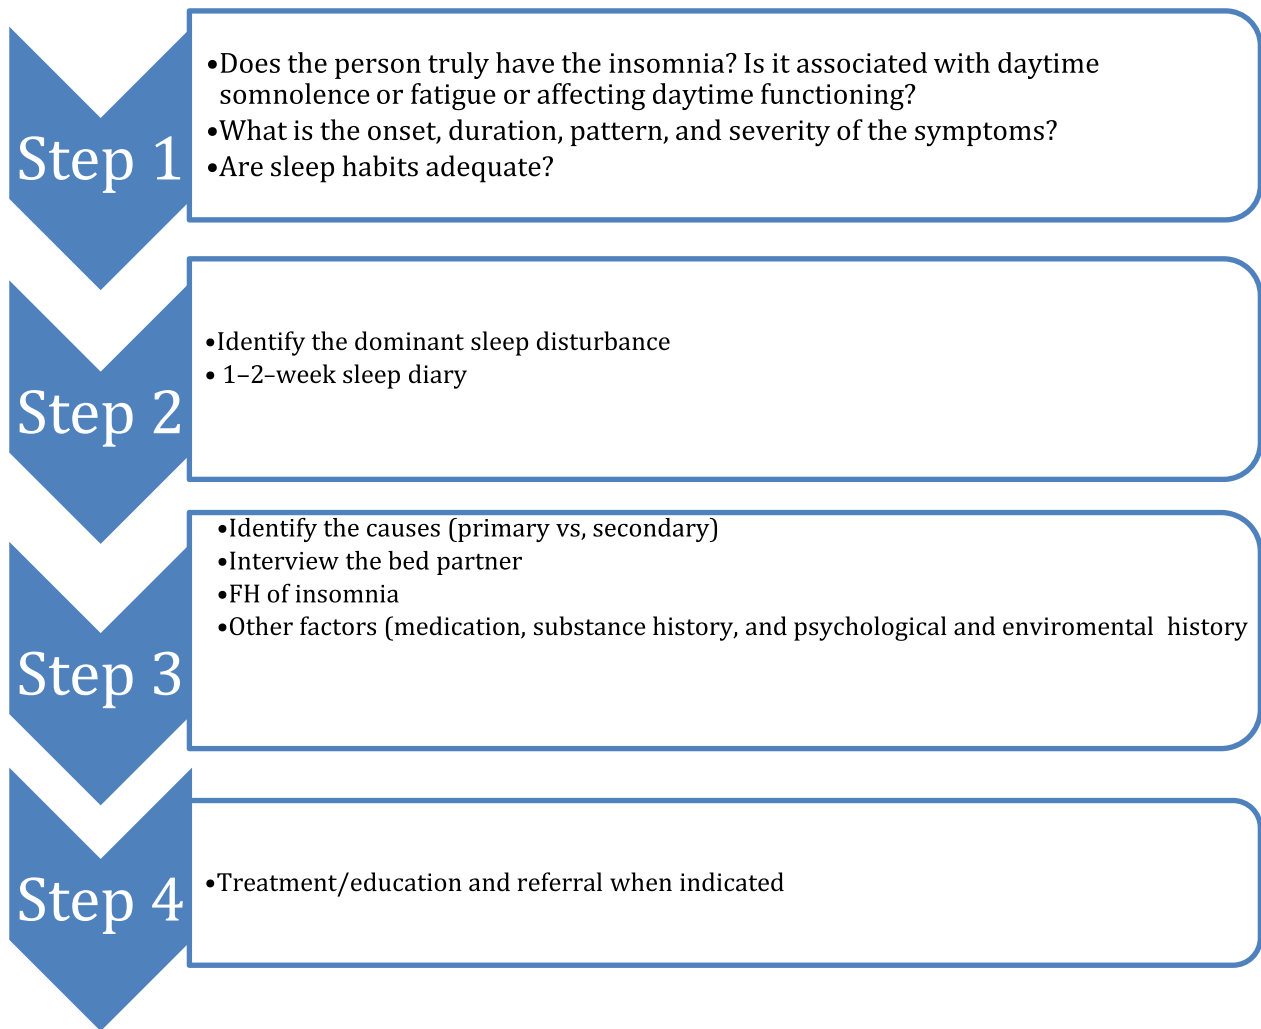 Step 1
•Does the person truly have the insomnia? Is it associated with daytime
somnolence or fatigue or affecting daytime functioning?
•What is the onset, duration, pattern, and severity of the symptoms?
•Are sleep habits adequate?
Step 2
•Identify the dominant sleep disturbance
• 1–2–week sleep diary
Step 3
•Identify the causes (primary vs, secondary)
•Interview the bed partner
•FH of insomnia
•Other factors (medication, substance history, and psychological and enviromental  history
Step 4
•Treatment/education and referral when indicated